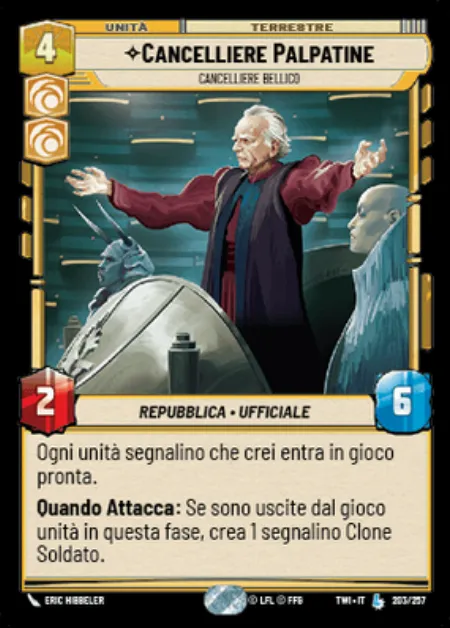 UNITÀ
TERRESTRE
4
✧CANCELLIERE PALPATINE
CANCELLIERE BELLICO
2
REPUBBLICA • UFFICIALE
6
Ogni unità segnalino che crei entra in gioco
pronta.
Quando Attacca: Se sono uscite dal gioco
unità in questa fase, crea 1 segnalino Clone
Soldato.
ERIC HIBBELER
© LFL © FFG
TWI • IT
L
203/257